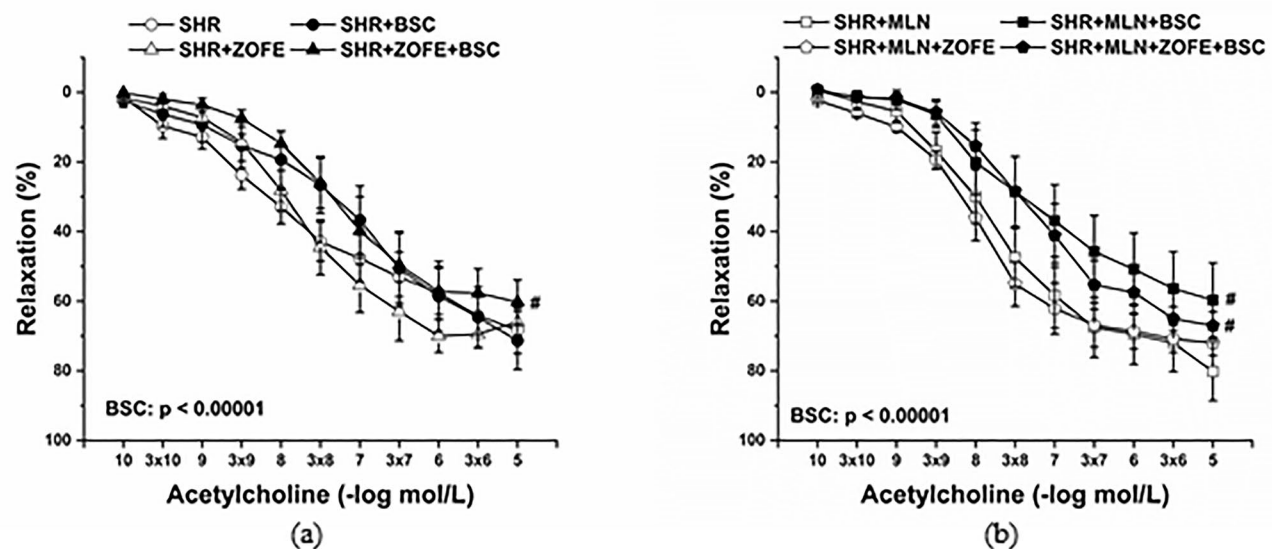 SHR SHR+BSC
SHR+ZOFE SHR+ZOFE+BSC
Relaxation (%)
0
20
40
60
80
100
#
BSC: p < 0.00001
10 3x10 9 3x9 8 3x8 7 3x7 6 3x6 5
Acetylcholine (-log mol/L)
(a)
SHR+MLN SHR+MLN+BSC
SHR+MLN+ZOFE SHR+MLN+ZOFE+BSC
Relaxation (%)
0
20
40
60
80
100
#
#
BSC: p < 0.00001
10 3x10 9 3x9 8 3x8 7 3x7 6 3x6 5
Acetylcholine (-log mol/L)
(b)